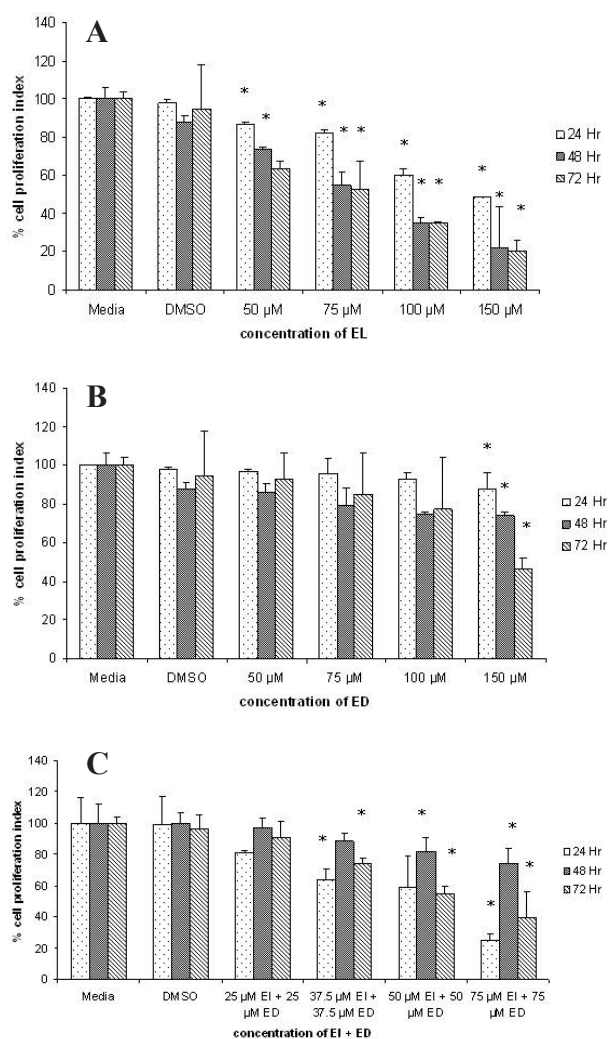 A
140
120
100
80
60
40
20
0
% cell proliferation index
* * * * * * * * * * *
24 Hr
48 Hr
72 Hr
Media DMSO 50 µM 75 µM 100 µM 150 µM
concentration of EL
B
140
120
100
80
60
40
20
0
% cell proliferation index
* * *
24 Hr
48 Hr
72 Hr
Media DMSO 50 µM 75 µM 100 µM 150 µM
concentration of ED
C
140
120
100
80
60
40
20
0
% cell proliferation index
* * * * * * *
24 Hr
48 Hr
72 Hr
Media DMSO 25 µM El + 25 37.5 µM El + 50 µM El + 50 75 µM El + 75
µM ED 37.5 µM ED µM ED µM ED
concentration of El + ED